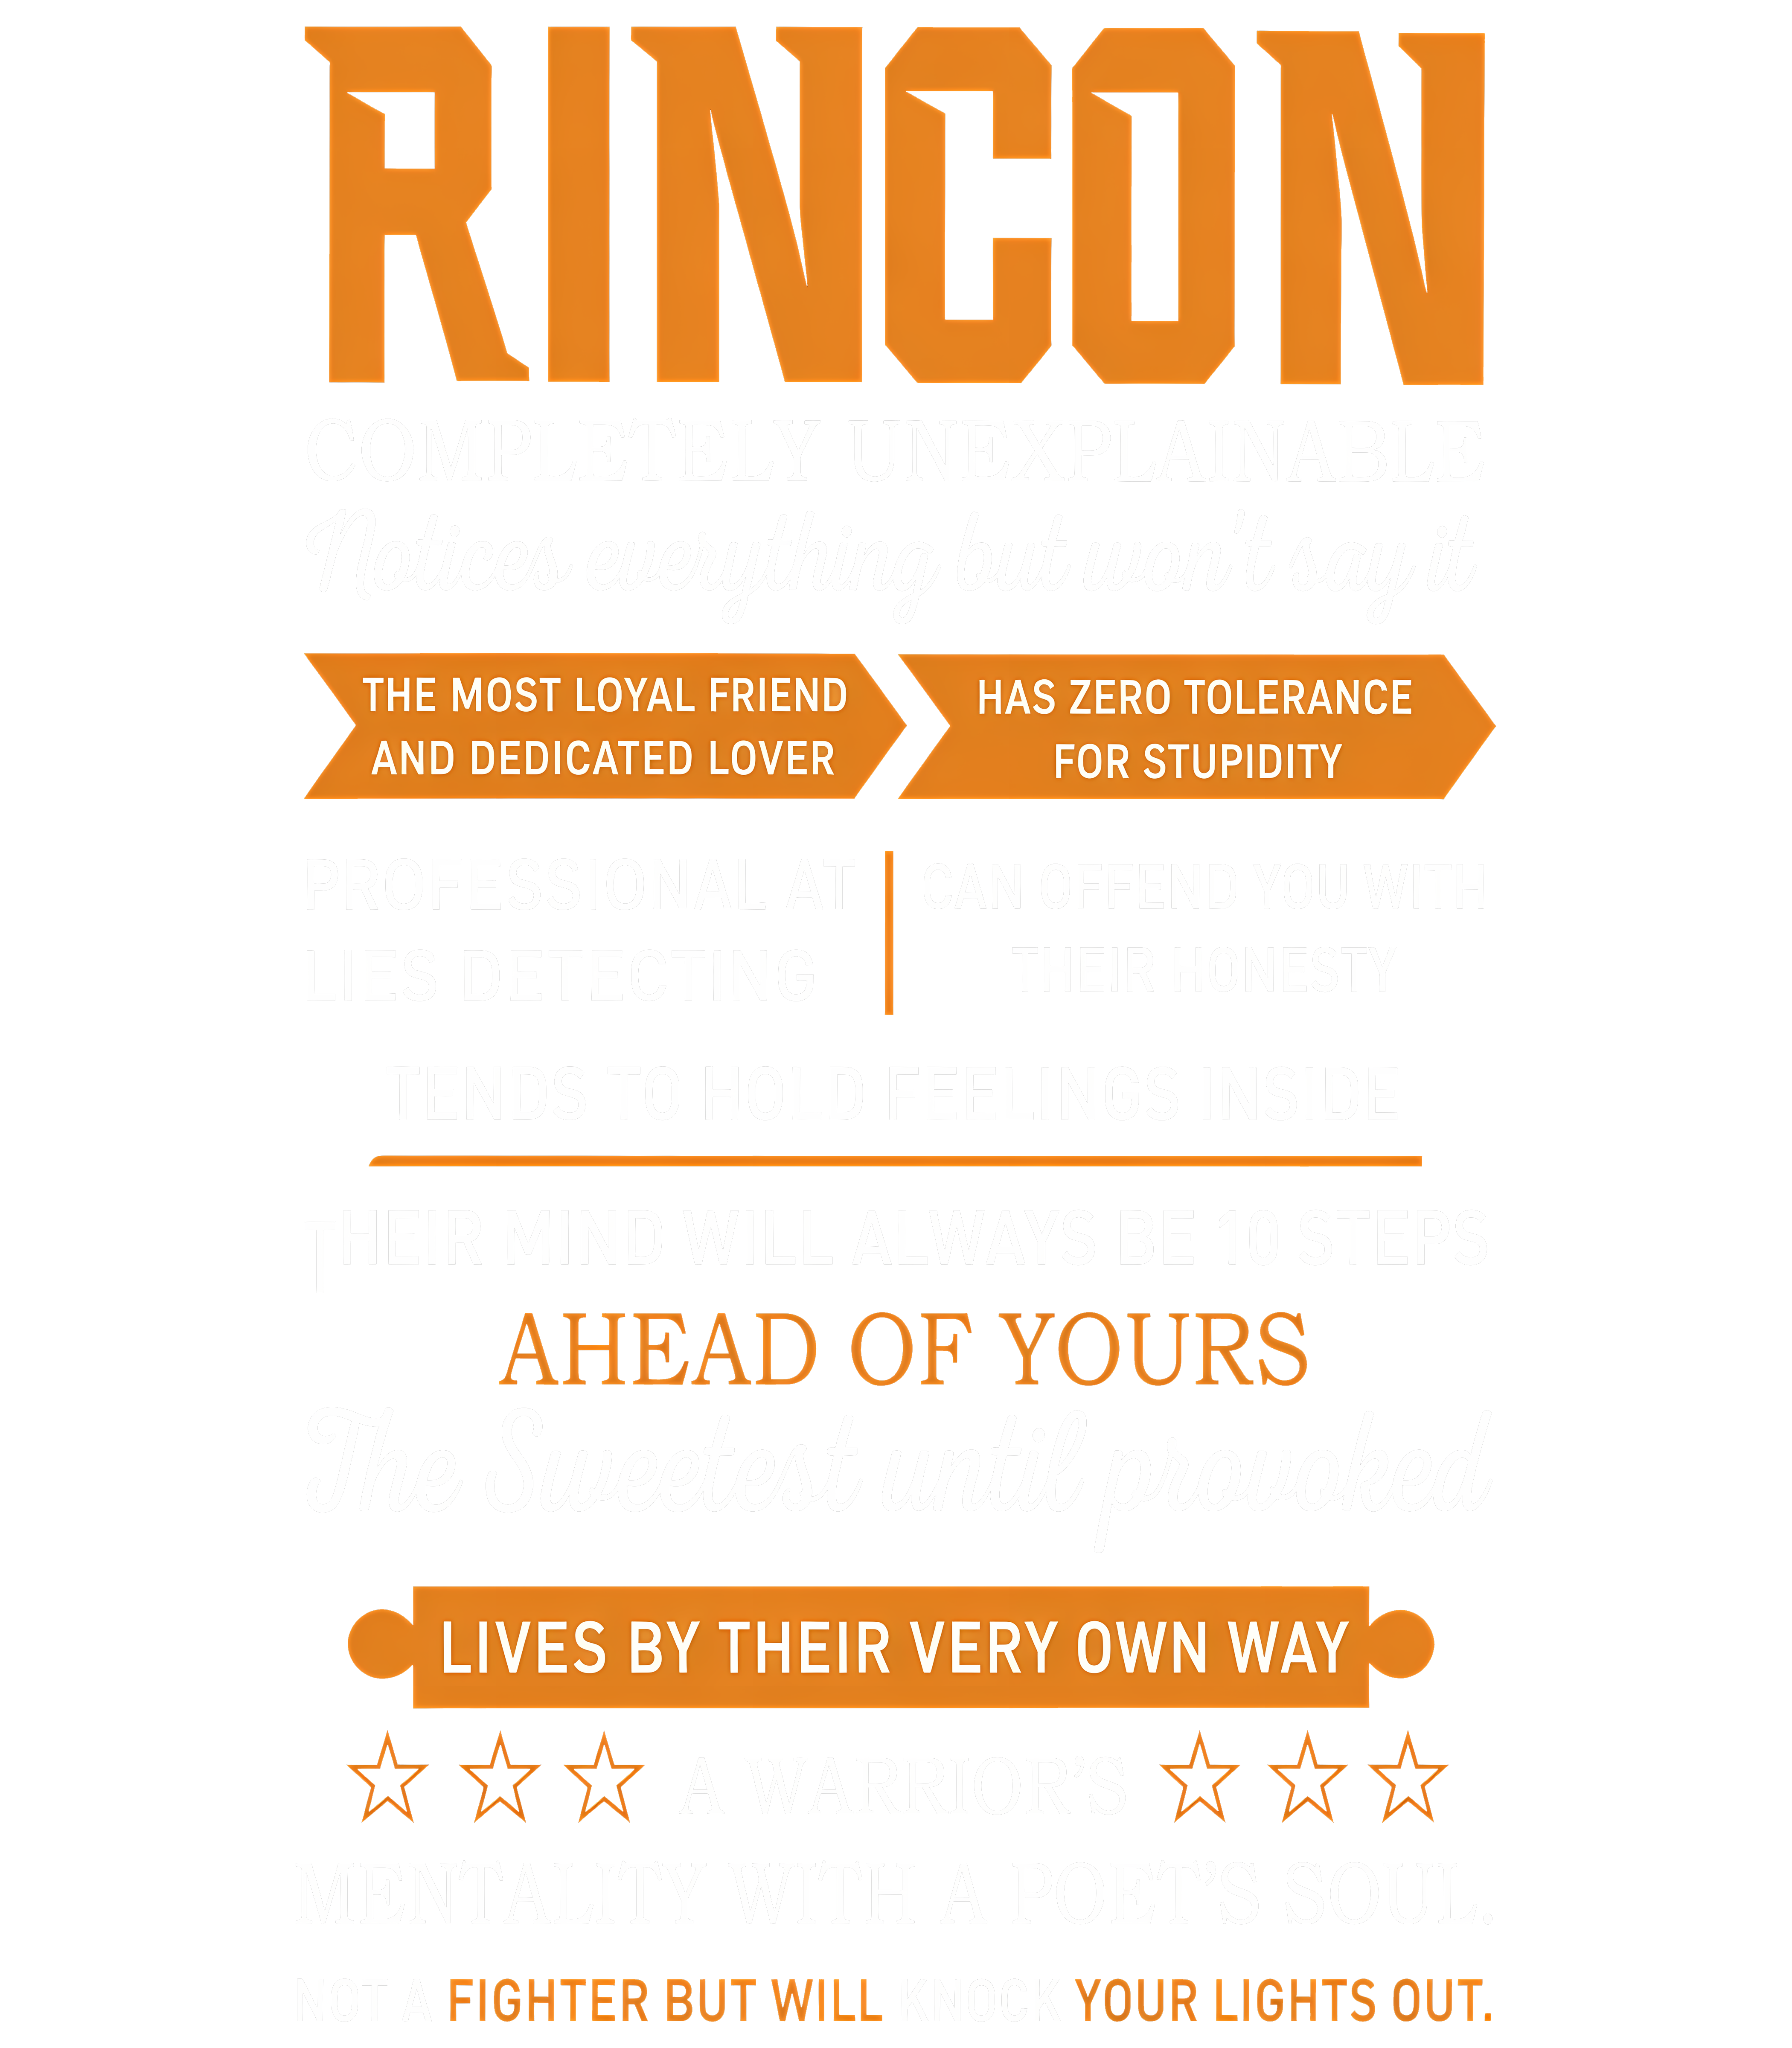 RINCON
COMPLETELY UNEXPLAINABLE
Notices everything but won't say it
THE MOST LOYAL FRIEND
AND DEDICATED LOVER
HAS ZERO TOLERANCE
FOR STUPIDITY
PROFESSIONAL AT
LIES DETECTING
CAN OFFEND YOU WITH
THEIR HONESTY
TENDS TO HOLD FEELINGS INSIDE
THEIR MIND WILL ALWAYS BE 10 STEPS
AHEAD OF YOURS
The Sweetest until provoked
LIVES BY THEIR VERY OWN WAY
A WARRIOR'S
MENTALITY WITH A POET'S SOUL.
NOT A FIGHTER BUT WILL KNOCK YOUR LIGHTS OUT.